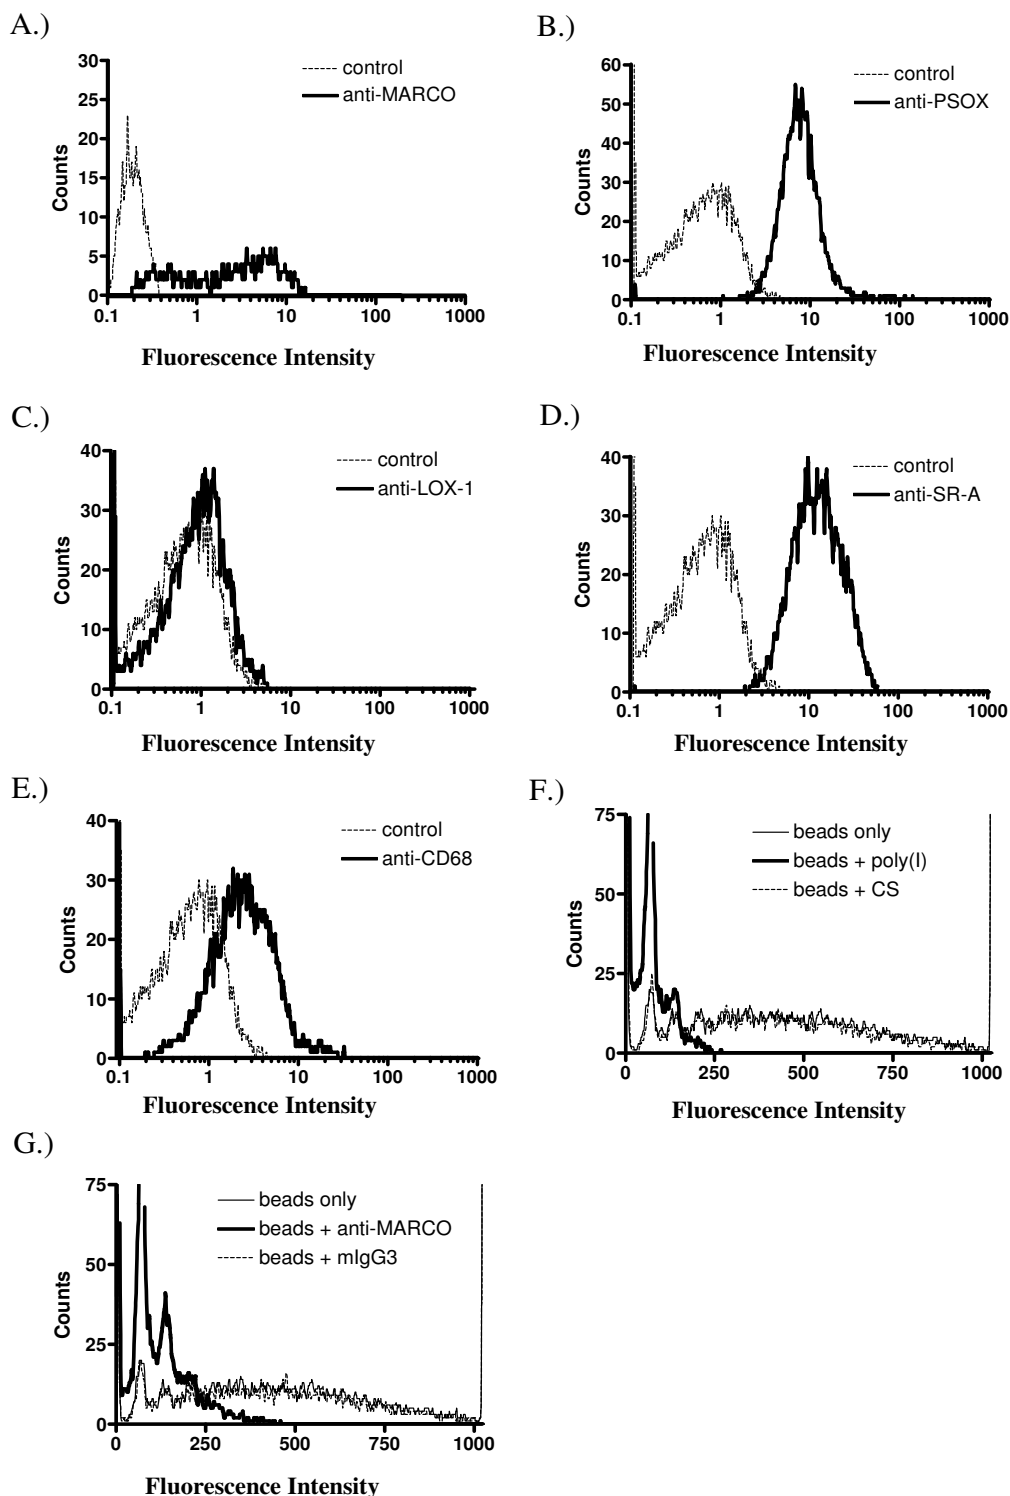 A.)
30
25
20
15
10
5
0
Counts
control
anti-MARCO
0.1 1 10 100 1000
Fluorescence Intensity
B.)
60
50
40
30
20
10
0
Counts
control
anti-PSOX
0.1 1 10 100 1000
Fluorescence Intensity
C.)
40
30
20
10
0
Counts
control
anti-LOX-1
0.1 1 10 100 1000
Fluorescence Intensity
D.)
40
30
20
10
0
Counts
control
anti-SR-A
0.1 1 10 100 1000
Fluorescence Intensity
E.)
40
30
20
10
0
Counts
control
anti-CD68
0.1 1 10 100 1000
Fluorescence Intensity
F.)
75
50
25
0
Counts
beads only
beads + poly(I)
beads + CS
0 250 500 750 1000
Fluorescence Intensity
G.)
75
50
25
0
Counts
beads only
beads + anti-MARCO
beads + mIgG3
0 250 500 750 1000
Fluorescence Intensity